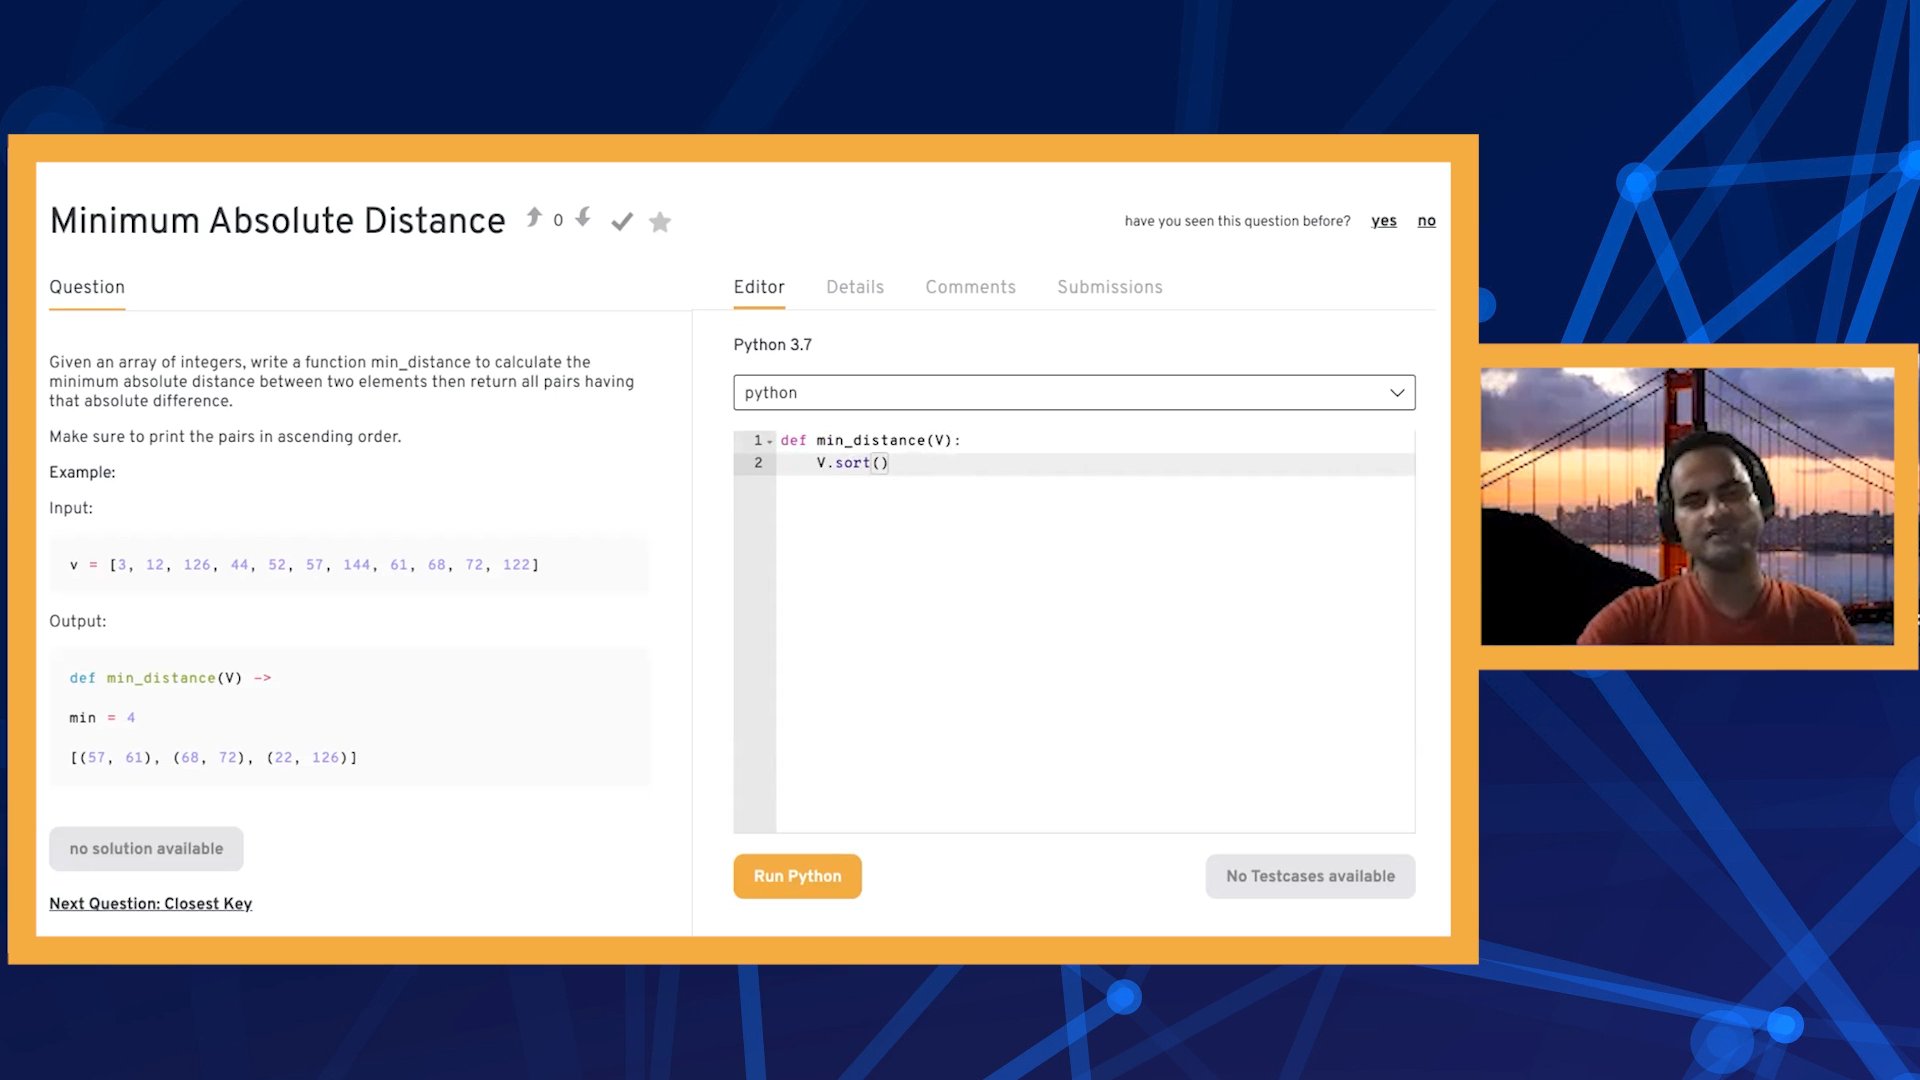 Minimum Absolute Distance 0
have you seen this question before? yes no
Question
Given an array of integers, write a function min_distance to calculate the
minimum absolute distance between two elements then return all pairs having
that absolute difference.
Make sure to print the pairs in ascending order.
Example:
Input:
v = [3, 12, 126, 44, 52, 57, 144, 61, 68, 72, 122]
Output:
def min_distance(V) ->
min = 4
[(57, 61), (68, 72), (22, 126)]
no solution available
Next Question: Closest Key
Editor Details Comments Submissions
Python 3.7
python
1 def min_distance(V):
2 V.sort()
Run Python
No Testcases available